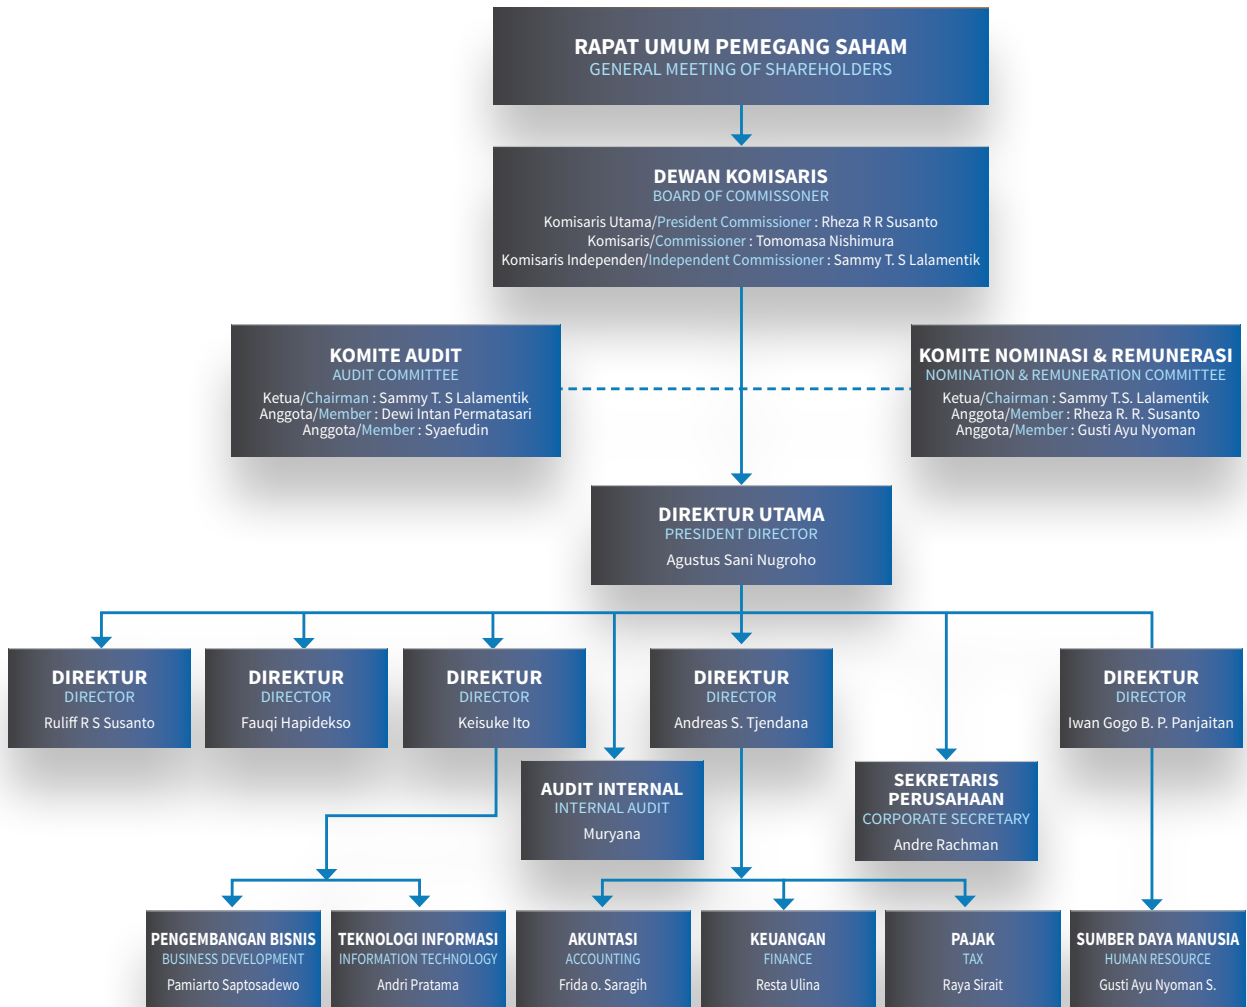 RAPAT UMUM PEMEGANG SAHAM
GENERAL MEETING OF SHAREHOLDERS
DEWAN KOMISARIS
BOARD OF COMMISSONER
Komisaris Utama/President Commissioner : Rheza R R Susanto
Komisaris/Commissioner : Tomomasa Nishimura
Komisaris Independen/Independent Commissioner : Sammy T. S Lalamentik
KOMITE AUDIT
AUDIT COMMITTEE
Ketua/Chairman : Sammy T. S Lalamentik
Anggota/Member : Dewi Intan Permatasari
Anggota/Member : Syaefudin
KOMITE NOMINASI & REMUNERASI
NOMINATION & REMUNERATION COMMITTEE
Ketua/Chairman : Sammy T.S. Lalamentik
Anggota/Member : Rheza R. R. Susanto
Anggota/Member : Gusti Ayu Nyoman
DIREKTUR UTAMA
PRESIDENT DIRECTOR
Agustus Sani Nugroho
DIREKTUR
DIRECTOR
Ruliff R S Susanto
DIREKTUR
DIRECTOR
Fauqi Hapidekso
DIREKTUR
DIRECTOR
Keisuke Ito
DIREKTUR
DIRECTOR
Andreas S. Tjendana
DIREKTUR
DIRECTOR
Iwan Gogo B. P. Panjaitan
AUDIT INTERNAL
INTERNAL AUDIT
Muryana
SEKRETARIS
PERUSAHAAN
CORPORATE SECRETARY
Andre Rachman
PENGEMBANGAN BISNIS
BUSINESS DEVELOPMENT
Pamiarto Saptosadewo
TEKNOLOGI INFORMASI
INFORMATION TECHNOLOGY
Andri Pratama
AKUNTASI
ACCOUNTING
Frida o. Saragih
KEUANGAN
FINANCE
Resta Ulina
PAJAK
TAX
Raya Sirait
SUMBER DAYA MANUSIA
HUMAN RESOURCE
Gusti Ayu Nyoman S.